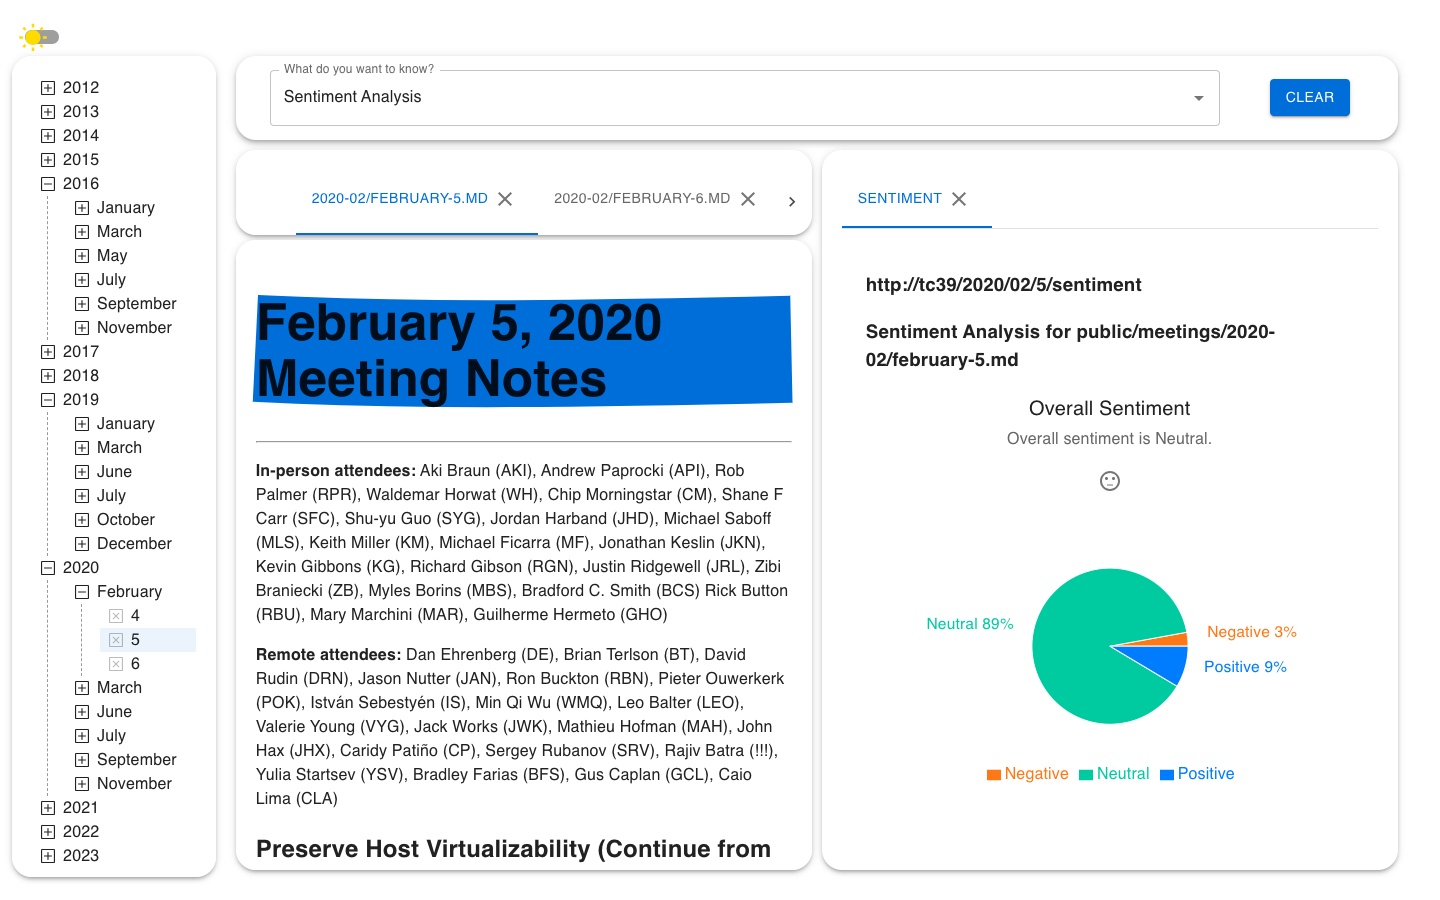 2012
2013
2014
2015
2016
January
March
May
July
September
November
2017
2018
2019
January
March
June
July
October
December
2020
February
4
5
6
March
June
July
September
November
2021
2022
2023
What do you want to know?
Sentiment Analysis
CLEAR
2020-02/FEBRUARY-5.MD
2020-02/FEBRUARY-6.MD
February 5, 2020
Meeting Notes
In-person attendees: Aki Braun (AKI), Andrew Paprocki (API), Rob
Palmer (RPR), Waldemar Horwat (WH), Chip Morningstar (CM), Shane F
Carr (SFC), Shu-yu Guo (SYG), Jordan Harband (JHD), Michael Saboff
(MLS), Keith Miller (KM), Michael Ficarra (MF), Jonathan Keslin (JKN),
Kevin Gibbons (KG), Richard Gibson (RGN), Justin Ridgewell (JRL), Zibi
Braniecki (ZB), Myles Borins (MBS), Bradford C. Smith (BCS) Rick Button
(RBU), Mary Marchini (MAR), Guilherme Hermeto (GHO)
Remote attendees: Dan Ehrenberg (DE), Brian Terlson (BT), David
Rudin (DRN), Jason Nutter (JAN), Ron Buckton (RBN), Pieter Ouwerkerk
(POK), István Sebestyén (IS), Min Qi Wu (WMQ), Leo Balter (LEO),
Valerie Young (VYG), Jack Works (JWK), Mathieu Hofman (MAH), John
Hax (JHX), Caridy Patiño (CP), Sergey Rubanov (SRV), Rajiv Batra (!!!),
Yulia Startsev (YSV), Bradley Farias (BFS), Gus Caplan (GCL), Caio
Lima (CLA)
Preserve Host Virtualizability (Continue from
SENTIMENT
http://tc39/2020/02/5/sentiment
Sentiment Analysis for public/meetings/2020-
02/february-5.md
Overall Sentiment
Overall sentiment is Neutral.
Neutral 89%
Negative 3%
Positive 9%
Negative Neutral Positive